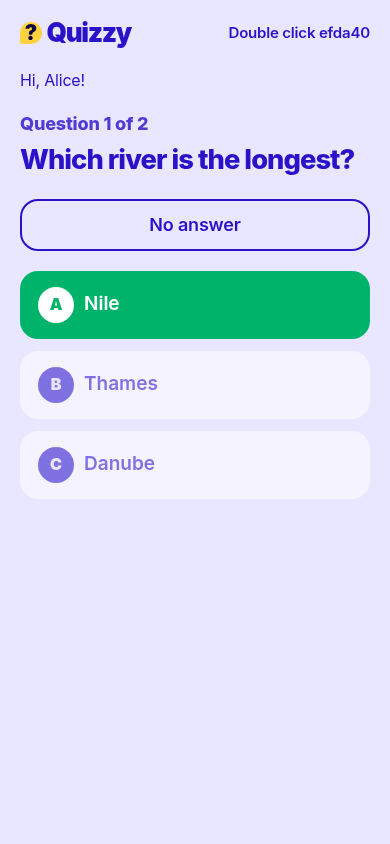 ? Quizzy
Double click efda40
Hi, Alice!
Question 1 of 2
Which river is the longest?
No answer
A Nile
B Thames
C Danube